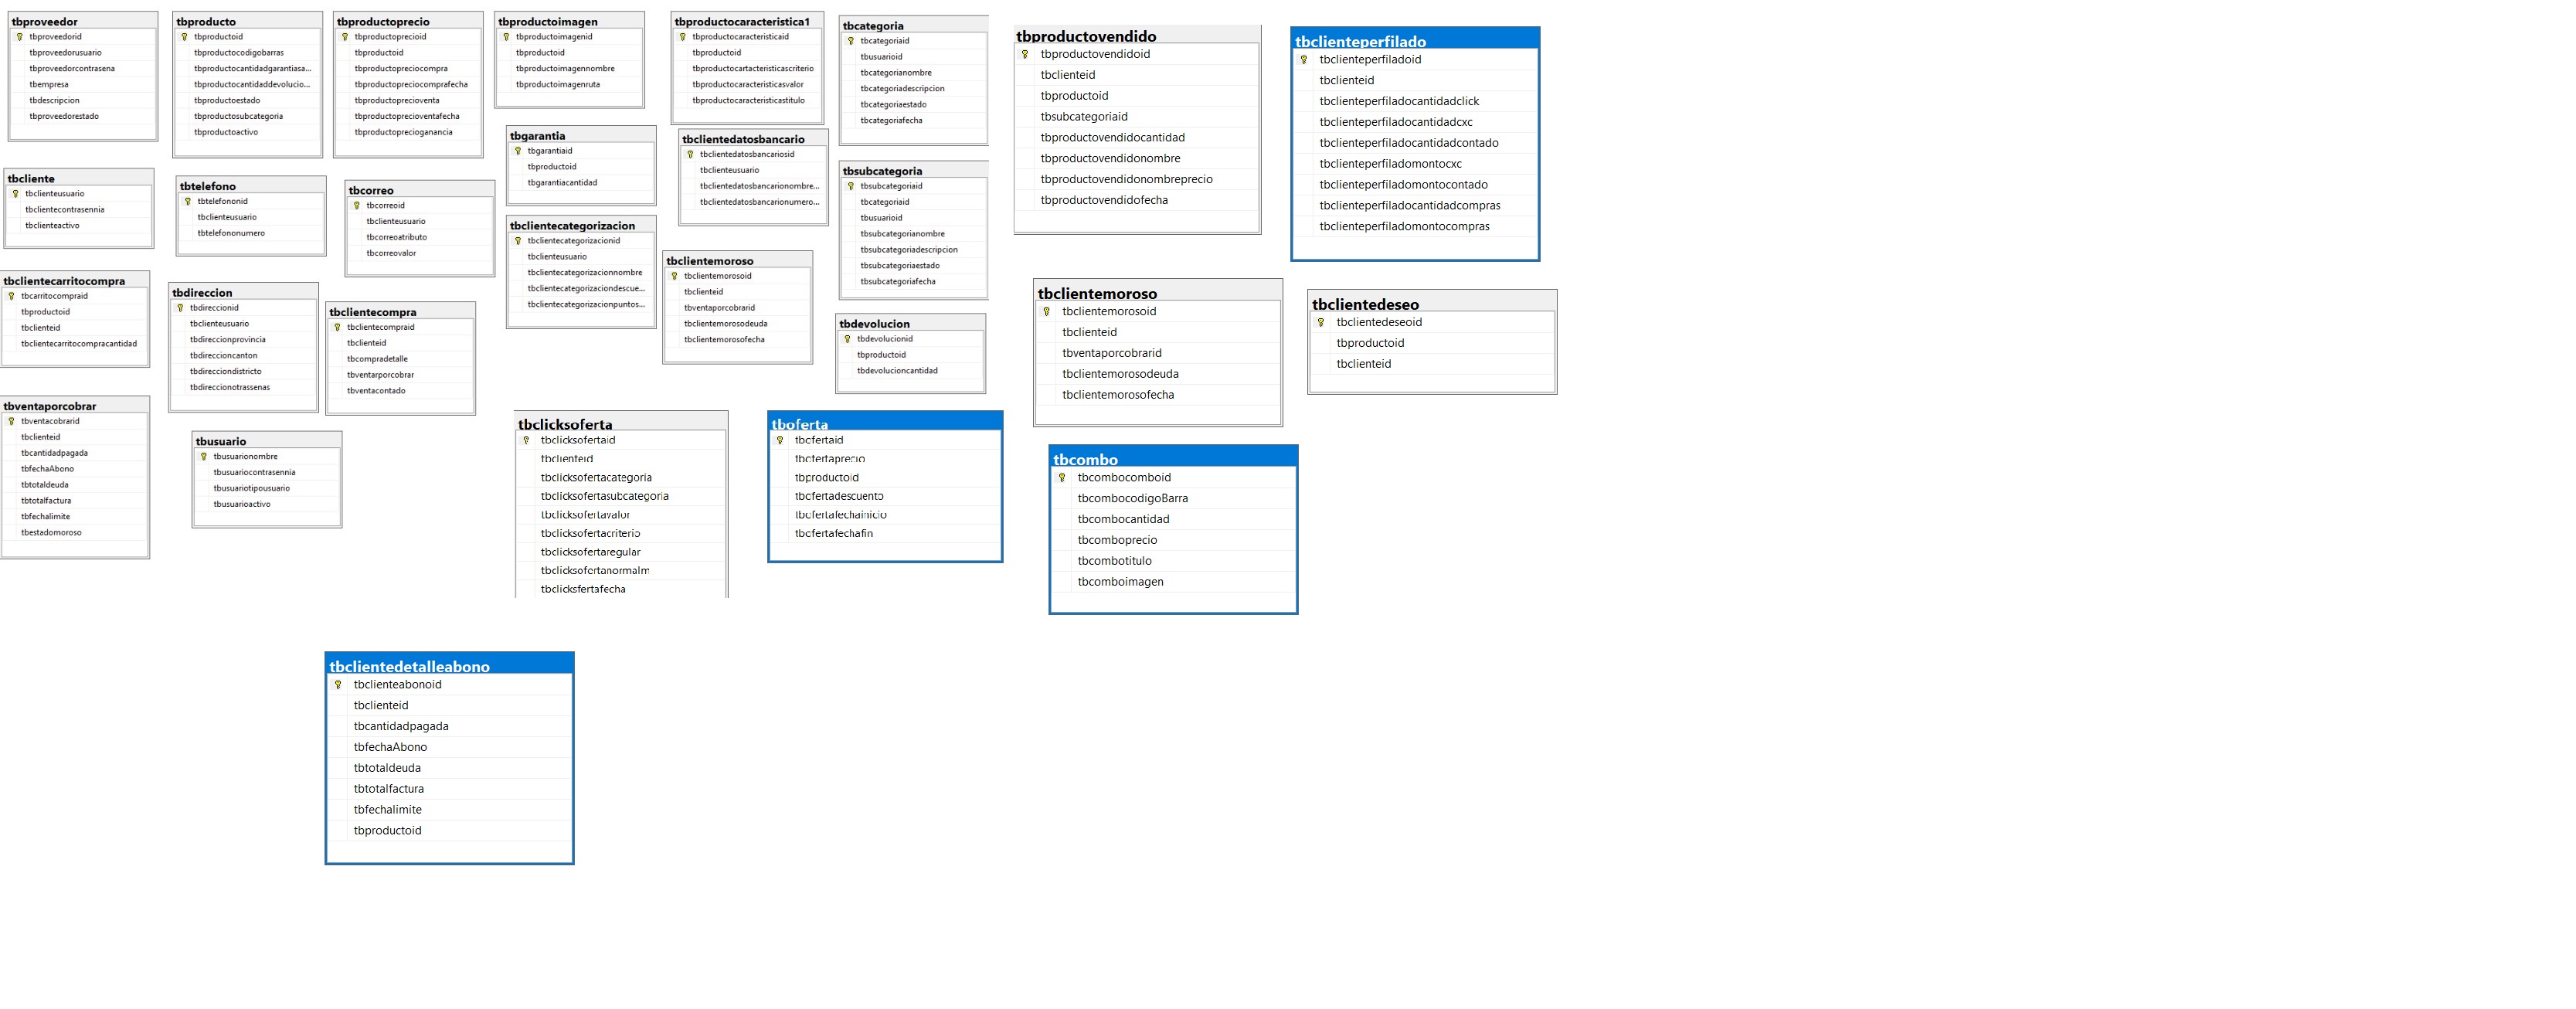 tbproveedor
tbproveedorid
tbproveedorusuario
tbproveedorcontrasena
tbempresa
tbdescripcion
tbproveedorestado
tbproducto
tbproductoid
tbproductocodigobarras
tbproductocantidadgarantiasa...
tbproductocantidaddevolucio...
tbproductoestado
tbproductosubcategoria
tbproductoactivo
tbproductoprecio
tbproductoprecioid
tbproductoid
tbproductopreciocompra
tbproductopreciocomprafecha
tbproductoprecioventa
tbproductoprecioventafecha
tbproductoprecioganancia
tbproductoimagen
tbproductoimagenid
tbproductoid
tbproductoimagennombre
tbproductoimagenruta
tbproductocaracteristica1
tbproductocaracteristicaid
tbproductoid
tbproductocartacteristicascriterio
tbproductocaracteristicasvalor
tbproductocaracteristicastitulo
tbcategoria
tbcategoriaid
tbusuarioid
tbcategorianombre
tbcategoriadescripcion
tbcategoriaestado
tbcategoriafecha
tbproductovendido
tbproductovendidoid
tbclienteid
tbproductoid
tbsubcategoriaid
tbproductovendidocantidad
tbproductovendidonombre
tbproductovendidonombreprecio
tbproductovendidofecha
tbclienteperfilado
tbclienteperfiladoid
tbclienteid
tbclienteperfiladocantidadclick
tbclienteperfiladocantidadcxc
tbclienteperfiladocantidadcontado
tbclienteperfiladomontocxc
tbclienteperfiladomontocontado
tbclienteperfiladocantidadcompras
tbclienteperfiladomontocompras
tbgarantia
tbgarantiaid
tbproductoid
tbgarantiacantidad
tbclientedatosbancario
tbclientedatosbancariosid
tbclienteusuario
tbclientedatosbancarionombre...
tbclientedatosbancarionumero...
tbcliente
tbclienteusuario
tbclientecontrasennia
tbclienteactivo
tbtelefono
tbtelefononid
tbclienteusuario
tbtelefononumero
tbcorreo
tbcorreoid
tbclienteusuario
tbcorreoatributo
tbcorreovalor
tbclientecategorizacion
tbclientecategorizacionid
tbclienteusuario
tbclientecategorizacionnombre
tbclientecategorizaciondescue...
tbclientecategorizacionpuntos...
tbsubcategoria
tbsubcategoriaid
tbcategoriaid
tbusuarioid
tbsubcategorianombre
tbsubcategoriadescripcion
tbsubcategoriaestado
tbsubcategoriafecha
tbclientemoroso
tbclientemorosoid
tbclienteid
tbventaporcobrarid
tbclientemorosodeuda
tbclientemorosofecha
tbclientemoroso
tbclientemorosoid
tbclienteid
tbventaporcobrarid
tbclientemorosodeuda
tbclientemorosofecha
tbclientedeseo
tbclientedeseoid
tbproductoid
tbclienteid
tbclientecarritocompra
tbcarritocompraid
tbproductoid
tbclienteid
tbclientecarritocompracantidad
tbdireccion
tbdireccionid
tbclienteusuario
tbdireccionprovincia
tbdireccioncanton
tbdirecciondistricto
tbdireccionotrassenas
tbclientecompra
tbclientecompraid
tbclienteid
tbcompradetalle
tbventarporcobrar
tbventacontado
tbdevolucion
tbdevolucionid
tbproductoid
tbdevolucioncantidad
tbventaporcobrar
tbventacobrarid
tbclienteid
tbcantidadpagada
tbfechaAbono
tbtotaldeuda
tbtotalfactura
tbfechalimite
tbestadomoroso
tbusuario
tbusuarionombre
tbusuariocontrasennia
tbusuariotipousuario
tbusuarioactivo
tbclicksoferta
tbclicksofertaid
tbclienteid
tbclicksofertacategoria
tbclicksofertasubcategoria
tbclicksofertavalor
tbclicksofertacriterio
tbclicksofertaregular
tbclicksofertanormalm
tbclicksfertafecha
tboferta
tbofertaid
tbofertaprecio
tbproductoid
tbofertadescuento
tbofertafechainicio
tbofertafechafin
tbcombo
tbcombocomboid
tbcombocodigoBarra
tbcombocantidad
tbcomboprecio
tbcombotitulo
tbcomboimagen
tbclientedetalleabono
tbclienteabonoid
tbclienteid
tbcantidadpagada
tbfechaAbono
tbtotaldeuda
tbtotalfactura
tbfechalimite
tbproductoid